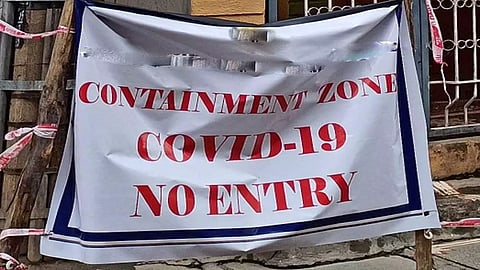 CONTAINMENT ZONE
COVID-19
NO ENTRY